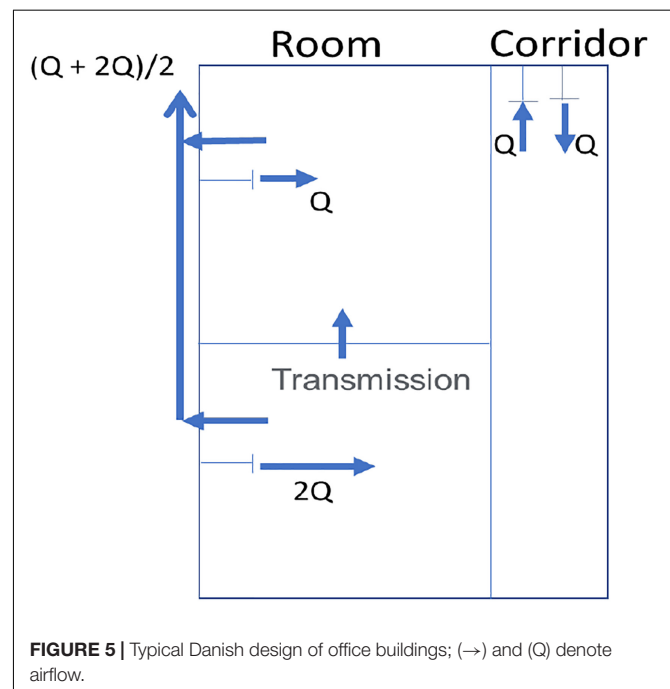 Room
Corridor
(Q + 2Q)/2
Q
Q
Q
Transmission
2Q
FIGURE 5 | Typical Danish design of office buildings; (→) and (Q) denote
airflow.